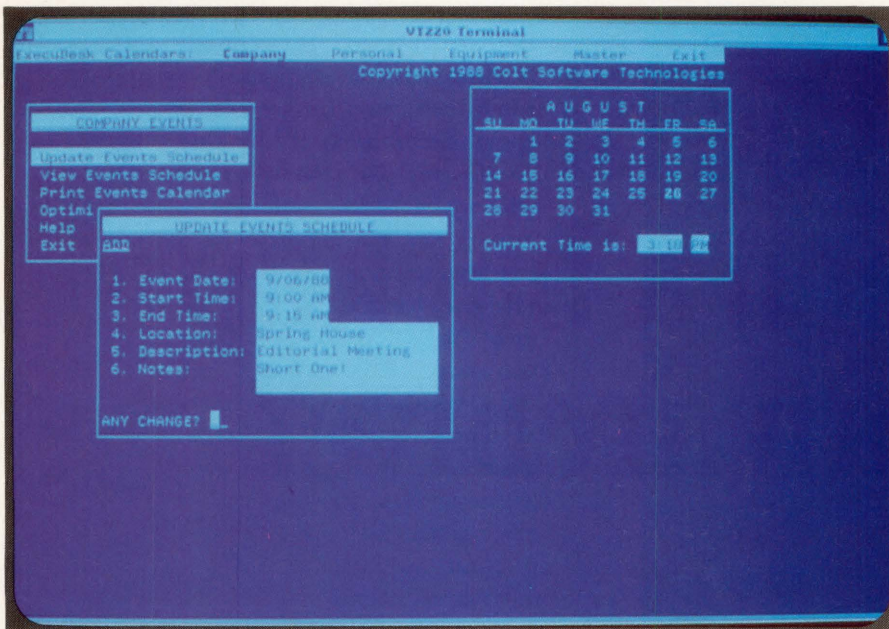 VT220 Terminal
ExecuDesk Calendars: Company Personal Equipment Master Exit
Copyright 1988 Colt Software Technologies
COMPANY EVENTS
Update Events Schedule
View Events Schedule
Print Events Calendar
Optimi
Help
Exit
UPDATE EVENTS SCHEDULE
ADD
1. Event Date: 9/06/88
2. Start Time: 9:00 AM
3. End Time: 9:15 AM
4. Location: Spring House
5. Description: Editorial Meeting
6. Notes: Short One!
ANY CHANGE?
AUGUST
SU MO TU WE TH FR SA
1 2 3 4 5 6
7 8 9 10 11 12 13
14 15 16 17 18 19 20
21 22 23 24 25 26 27
28 29 30 31
Current Time is: 3:18 PM